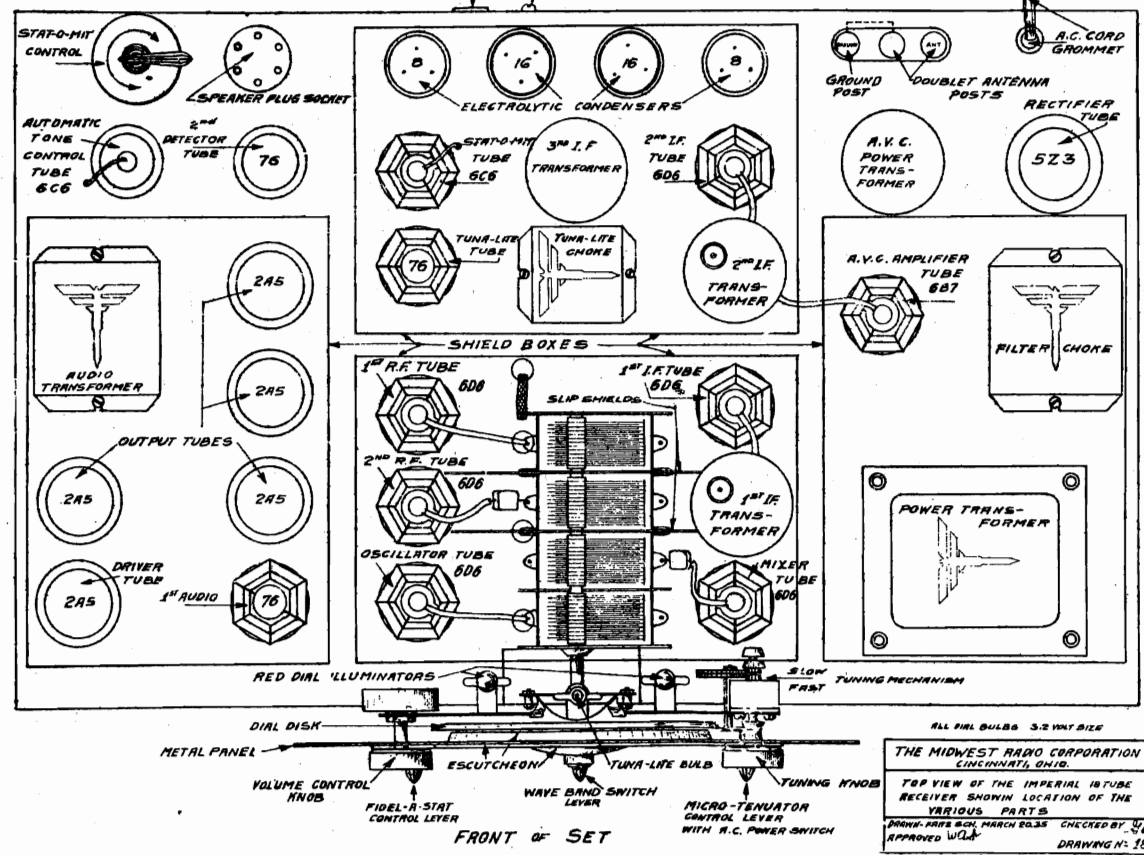 STAT-O-MIT
CONTROL
SPEAKER PLUG SOCKET
8
16
16
8
ELECTROLYTIC CONDENSERS
GROUND
ANT
GROUND
POST
DOUBLET ANTENNA
POSTS
A.C. CORD
GROMMET
RECTIFIER
TUBE
5Z3
AUTOMATIC
TONE
CONTROL
TUBE
6C6
2nd
DETECTOR
TUBE
76
STAT-O-MIT
TUBE
6C6
3RD I.F
TRANSFORMER
2ND I.F.
TUBE
6D6
A.V.C.
POWER
TRANS-
FORMER
TUNA-LITE
TUBE
76
TUNA-LITE
CHOKE
2ND I.F.
TRANS-
FORMER
A.V.C. AMPLIFIER
TUBE
6B7
FILTER CHOKE
AUDIO
TRANSFORMER
2A5
2A5
OUTPUT TUBES
2A5
2A5
DRIVER
TUBE
2A5
1ST AUDIO
76
SHIELD BOXES
1ST R.F. TUBE
6D6
SLIP SHIELDS
1ST I.F. TUBE
6D6
2ND R.F. TUBE
6D6
1ST I.F.
TRANS-
FORMER
OSCILLATOR TUBE
6D6
MIXER
TUBE
6D6
POWER TRANS-
FORMER
RED DIAL ILLUMINATORS
SLOW
FAST
TUNING MECHANISM
DIAL DISK
METAL PANEL
ESCUTCHEON
TUNA-LITE BULB
VOLUME CONTROL
KNOB
WAVE BAND SWITCH
LEVER
TUNING KNOB
FIDEL-A-STAT
CONTROL LEVER
MICRO-TENUATOR
CONTROL LEVER
WITH A.C. POWER SWITCH
FRONT OF SET
ALL DIAL BULBS 3.2 VOLT SIZE
THE MIDWEST RADIO CORPORATION
CINCINNATI, OHIO.
TOP VIEW OF THE IMPERIAL 18 TUBE
RECEIVER SHOWIN LOCATION OF THE
VARIOUS PARTS
MARCH 20.35 CHECKED BY
APPROVED
DRAWING Nº